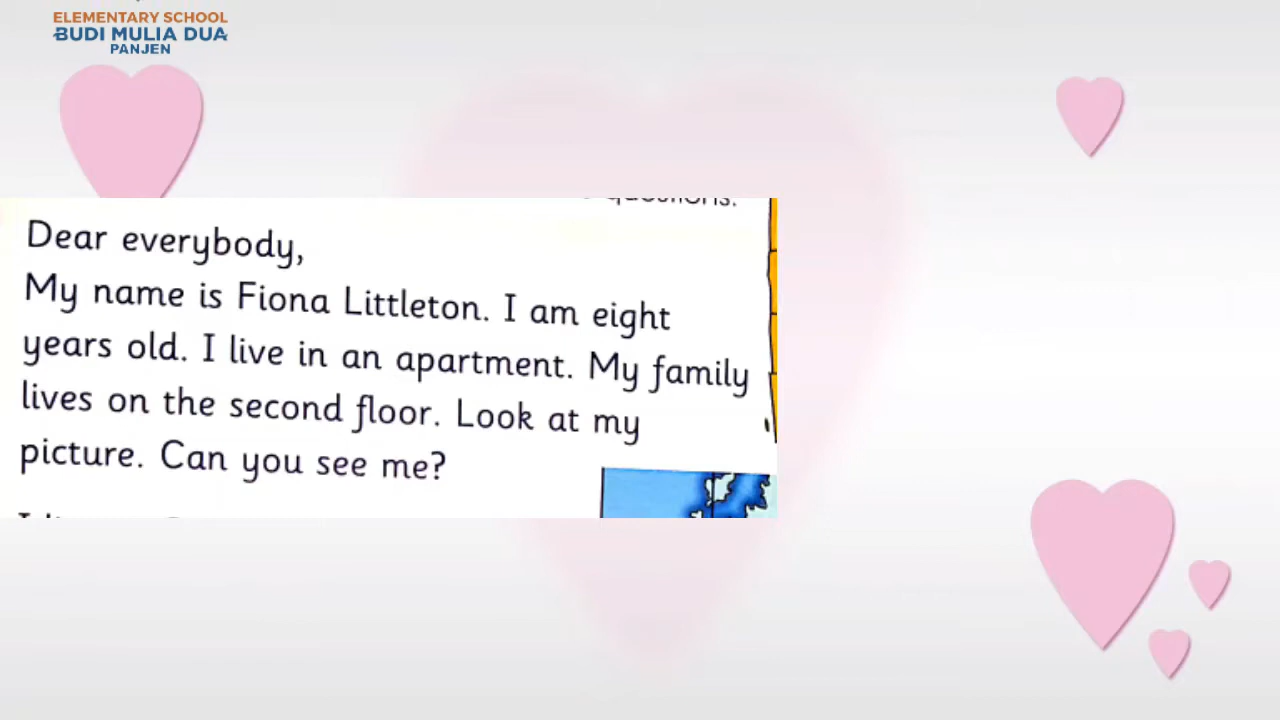 ELEMENTARY SCHOOL
BUDI MULIA DUA
PANJEN
questions.
Dear everybody,
My name is Fiona Littleton. I am eight
years old. I live in an apartment. My family
lives on the second floor. Look at my
picture. Can you see me?